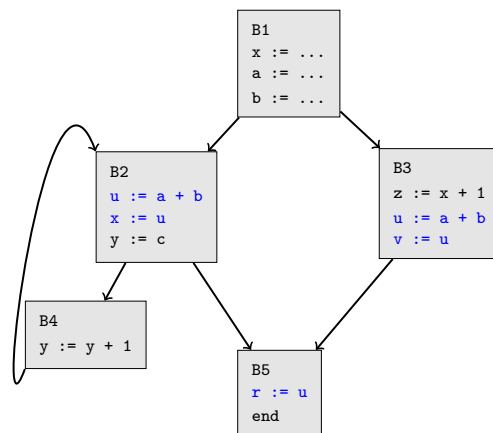 B1
x := ...
a := ...
b := ...
B2
u := a + b
x := u
y := c
B3
z := x + 1
u := a + b
v := u
B4
y := y + 1
B5
r := u
end